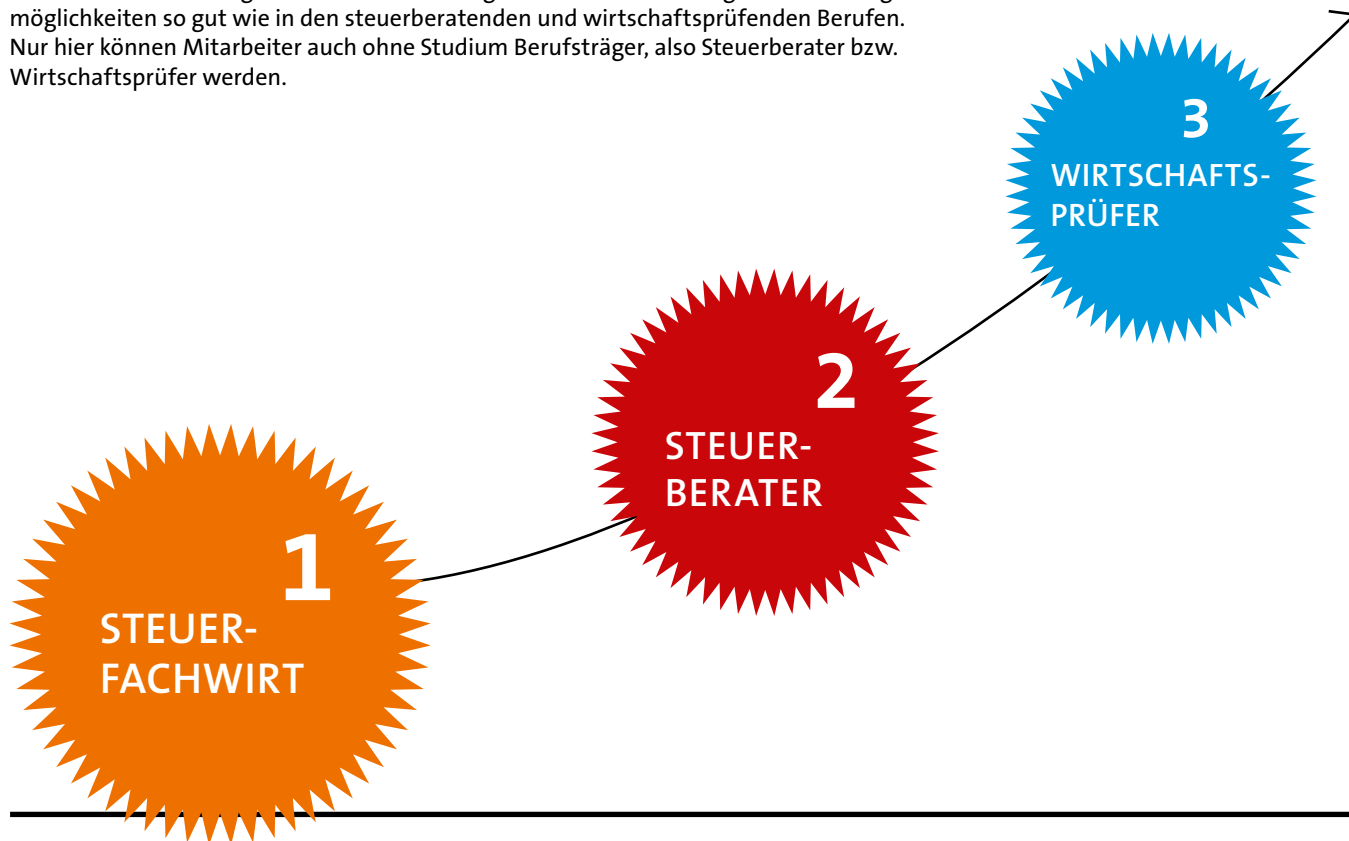 möglichkeiten so gut wie in den steuerberatenden und wirtschaftsprüfenden Berufen.
Nur hier können Mitarbeiter auch ohne Studium Berufsträger, also Steuerberater bzw.
Wirtschaftsprüfer werden.
3
WIRTSCHAFTS-
PRÜFER
2
STEUER-
BERATER
1
STEUER-
FACHWIRT